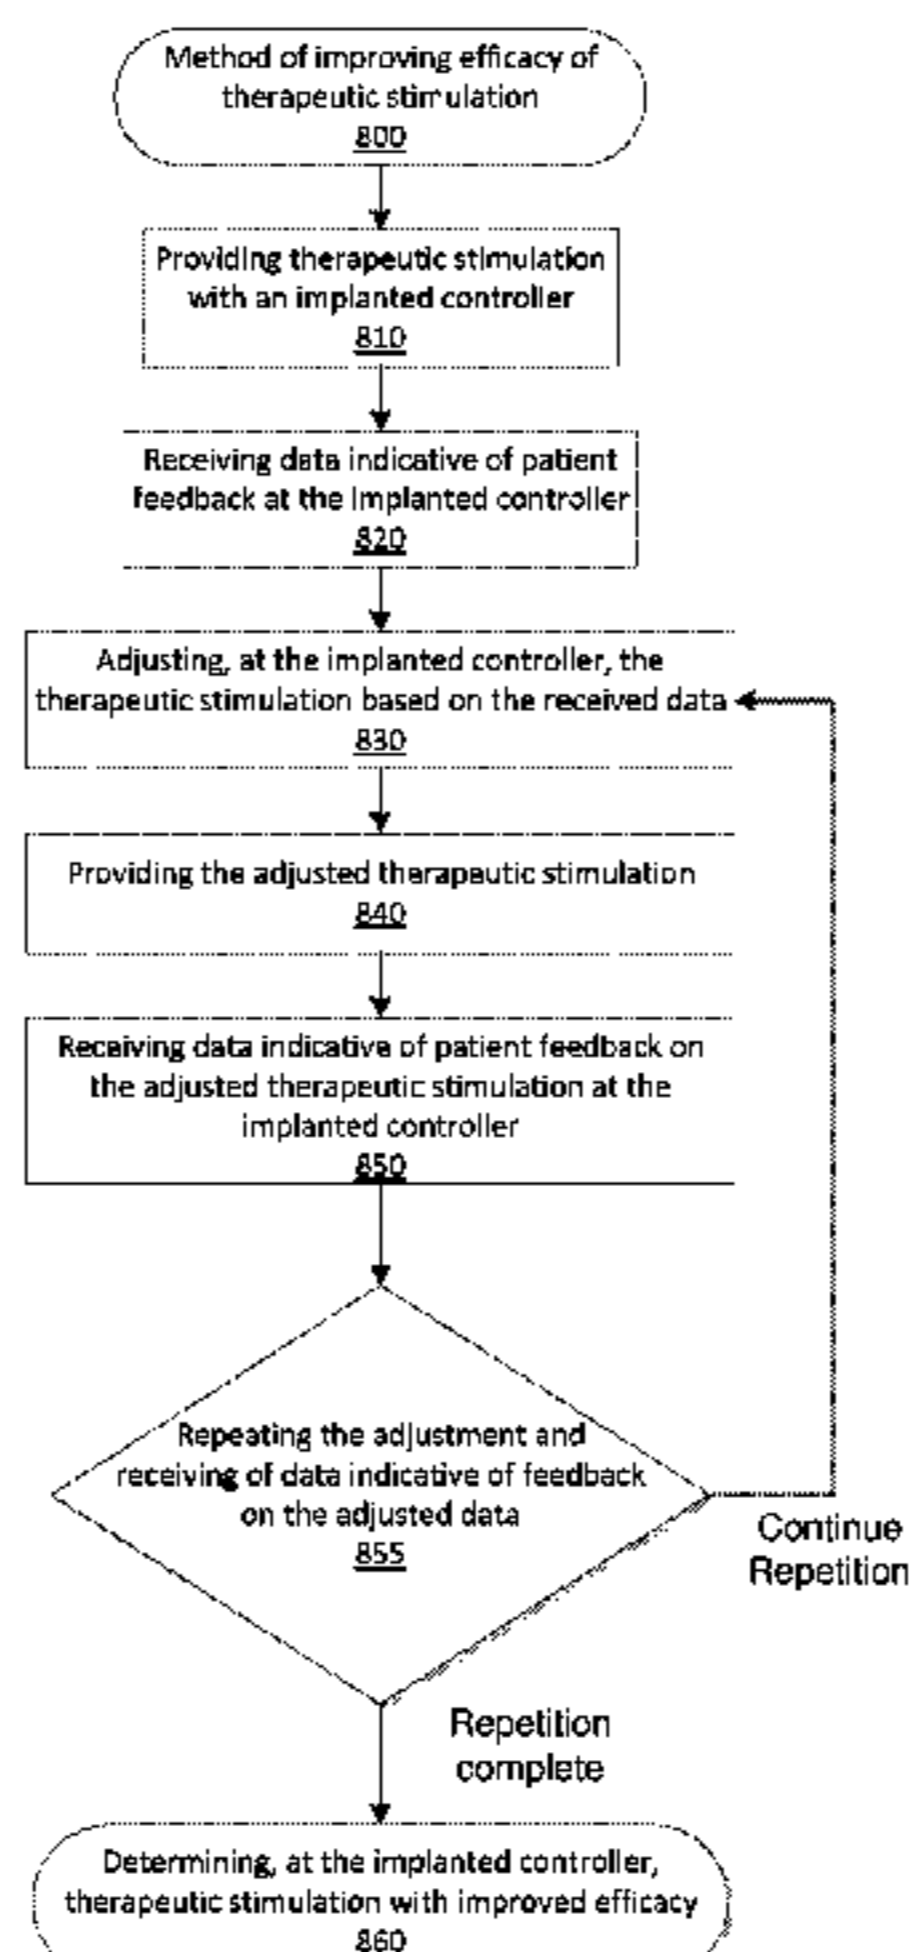 Method of improving efficacy of
therapeutic stimulation
800
Providing therapeutic stimulation
with an implanted controller
810
Receiving data indicative of patient
feedback at the implanted controller
820
Adjusting, at the implanted controller, the
therapeutic stimulation based on the received data
830
Providing the adjusted therapeutic stimulation
840
Receiving data indicative of patient feedback on
the adjusted therapeutic stimulation at the
implanted controller
850
Repeating the adjustment and
receiving of data indicative of feedback
on the adjusted data
855
Continue
Repetition
Repetition
complete
Determining, at the implanted controller,
therapeutic stimulation with improved efficacy
860